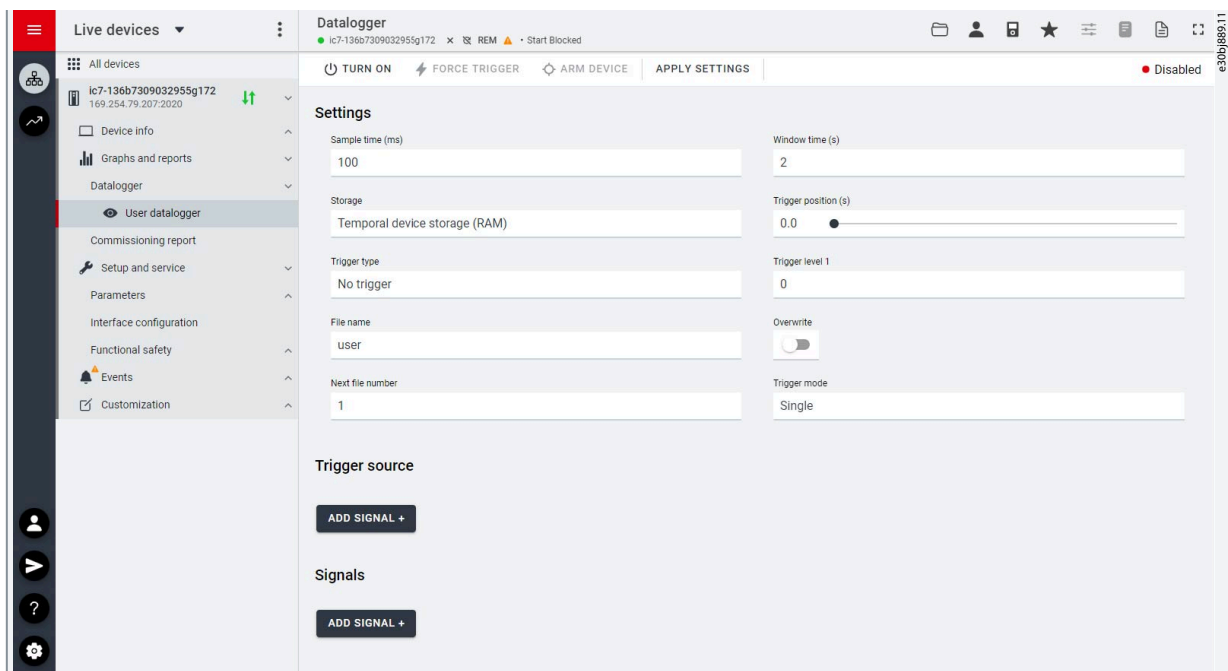 Live devices
Datalogger
ic7-136b7309032955g172 REM · Start Blocked
e30bj889.11
All devices
ic7-136b7309032955g172
169.254.79.207:2020
Device info
Graphs and reports
Datalogger
User datalogger
Commissioning report
Setup and service
Parameters
Interface configuration
Functional safety
Events
Customization
TURN ON FORCE TRIGGER ARM DEVICE APPLY SETTINGS Disabled
Settings
Sample time (ms) Window time (s)
100 2
Storage Trigger position (s)
Temporal device storage (RAM) 0.0
Trigger type Trigger level 1
No trigger 0
File name Overwrite
user
Next file number Trigger mode
1 Single
Trigger source
ADD SIGNAL +
Signals
ADD SIGNAL +